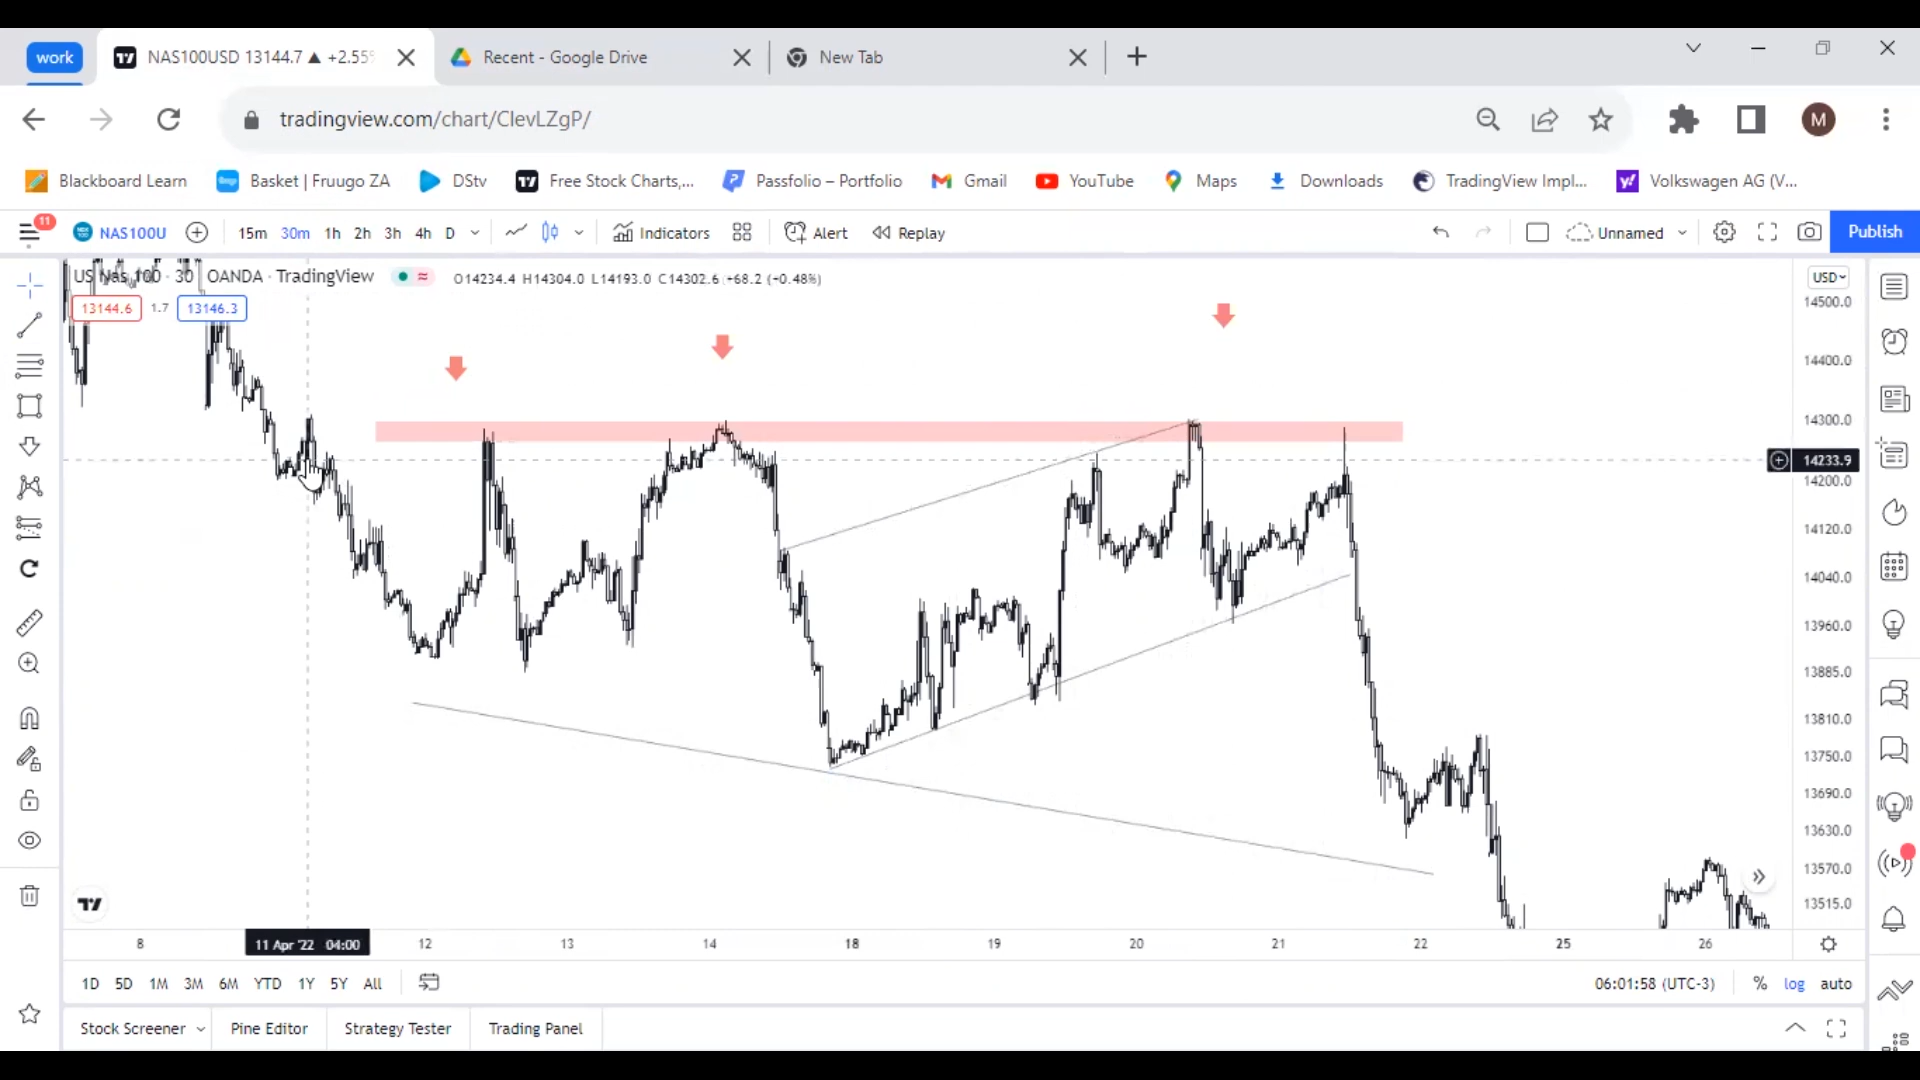 work
NAS100USD 13144.7 ▲ +2.55%
Recent - Google Drive
New Tab
tradingview.com/chart/ClevLZgP/
M
Blackboard Learn
Basket | Fruugo ZA
DStv
Free Stock Charts,...
Passfolio – Portfolio
Gmail
YouTube
Maps
Downloads
TradingView Impl...
Volkswagen AG (V...
11
NAS100U
15m 30m 1h 2h 3h 4h D
Indicators
Alert
Replay
Unnamed
Publish
US Nas 100 · 30 OANDA · TradingView
O14234.4 H14304.0 L14193.0 C14302.6 +68.2 (+0.48%)
13144.6 1.7 13146.3
USD
14500.0
14400.0
14300.0
14233.9
14200.0
14120.0
14040.0
13960.0
13885.0
13810.0
13750.0
13690.0
13630.0
13570.0
13515.0
8 11 Apr '22 04:00 12 13 14 18 19 20 21 22 25 26
1D 5D 1M 3M 6M YTD 1Y 5Y All
06:01:58 (UTC-3) % log auto
Stock Screener Pine Editor Strategy Tester Trading Panel